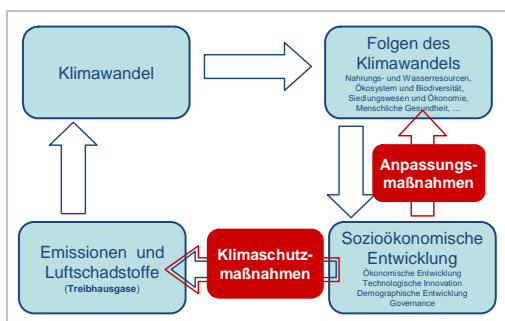 Klimawandel
Folgen des
Klimawandels
Nahrungs- und Wasserresourcen,
Ökosystem und Biodiversität,
Siedlungswesen und Ökonomie,
Menschliche Gesundheit, ...
Anpassungs-
maßnahmen
Emissionen und
Luftschadstoffe
(Treibhausgase)
Klimaschutz-
maßnahmen
Sozioökonomische
Entwicklung
Ökonomische Entwicklung
Technologische Innovation
Demographische Entwicklung
Governance